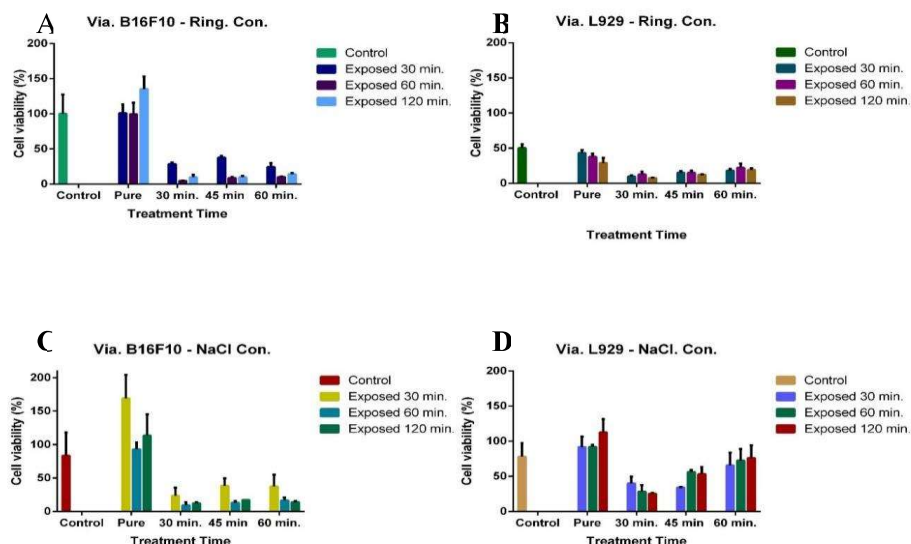 A
Via. B16F10 - Ring. Con.
Cell viability (%)
200
150
100
50
0
Control
Pure
30 min.
45 min.
60 min.
Treatment Time
Control
Exposed 30 min.
Exposed 60 min.
Exposed 120 min.
B
Via. L929 - Ring. Con.
Cell viability (%)
200
150
100
50
0
Control
Pure
30 min.
45 min.
60 min.
Treatment Time
Control
Exposed 30 min.
Exposed 60 min.
Exposed 120 min.
C
Via. B16F10 - NaCl Con.
Cell viability (%)
200
150
100
50
0
Control
Pure
30 min.
45 min
60 min.
Treatment Time
Control
Exposed 30 min.
Exposed 60 min.
Exposed 120 min.
D
Via. L929 - NaCl. Con.
Cell viability (%)
200
150
100
50
0
Control
Pure
30 min.
45 min
60 min.
Treatment Time
Control
Exposed 30 min.
Exposed 60 min.
Exposed 120 min.